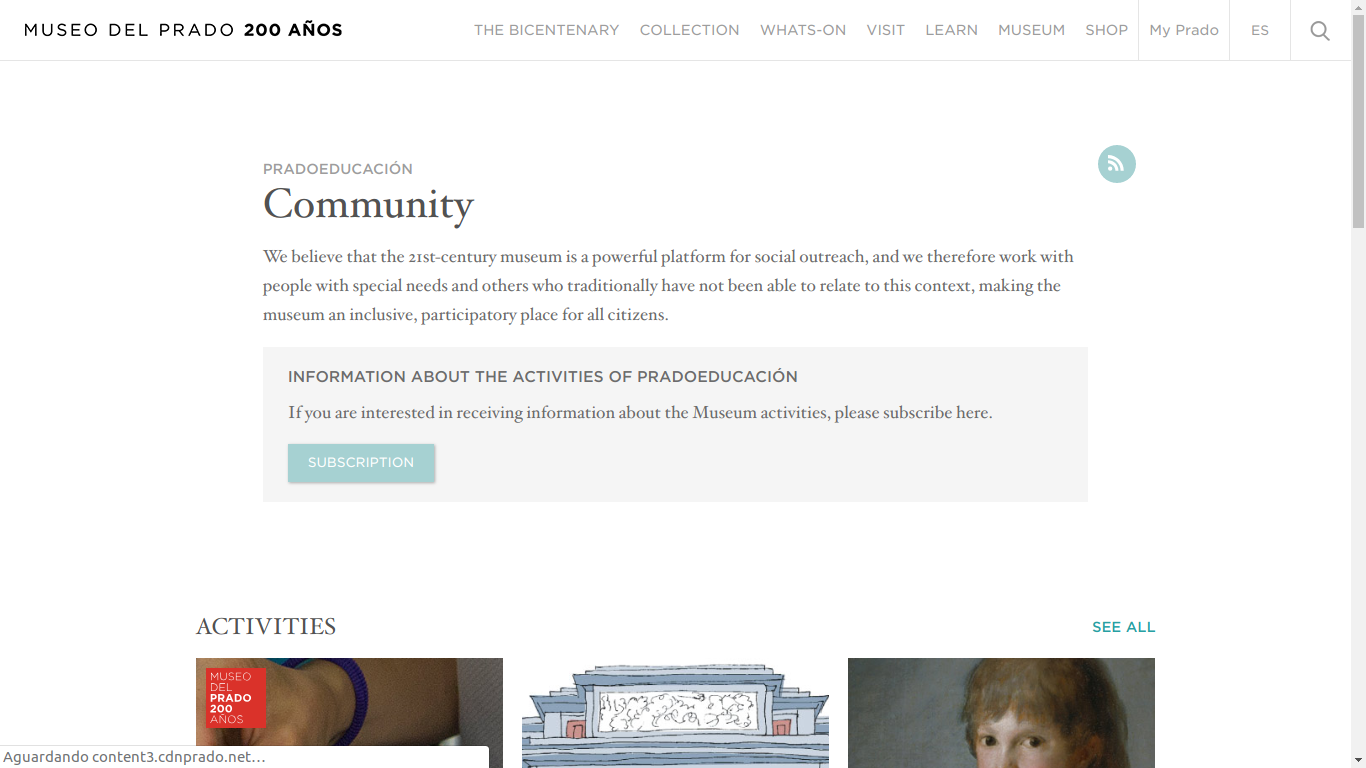 MUSEO DEL PRADO 200 AÑOS
THE BICENTENARY COLLECTION WHATS-ON VISIT LEARN MUSEUM SHOP My Prado ES
PRADOEDUCACIÓN
Community
We believe that the 21st-century museum is a powerful platform for social outreach, and we therefore work with
people with special needs and others who traditionally have not been able to relate to this context, making the
museum an inclusive, participatory place for all citizens.
INFORMATION ABOUT THE ACTIVITIES OF PRADOEDUCACIÓN
If you are interested in receiving information about the Museum activities, please subscribe here.
SUBSCRIPTION
ACTIVITIES
SEE ALL
MUSEO
DEL
PRADO
200
AÑOS
Aguardando content3.cdnprado.net...